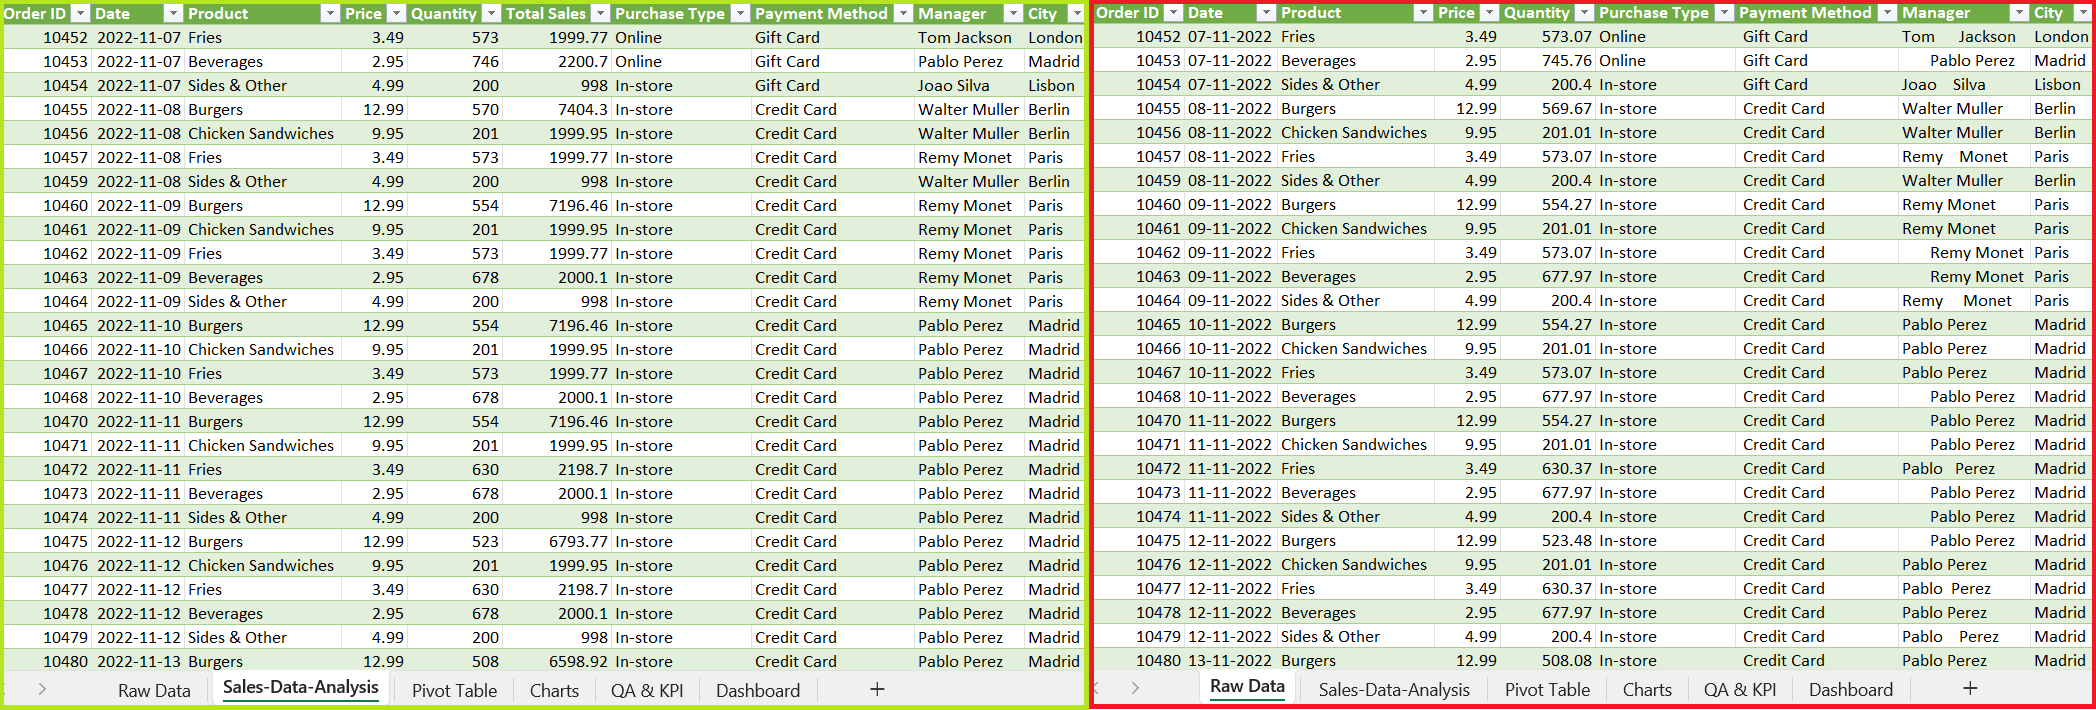 Order ID Date Product Price Quantity Total Sales Purchase Type Payment Method Manager City
10452 2022-11-07 Fries 3.49 573 1999.77 Online Gift Card Tom Jackson London
10453 2022-11-07 Beverages 2.95 746 2200.7 Online Gift Card Pablo Perez Madrid
10454 2022-11-07 Sides & Other 4.99 200 998 In-store Gift Card Joao Silva Lisbon
10455 2022-11-08 Burgers 12.99 570 7404.3 In-store Credit Card Walter Muller Berlin
10456 2022-11-08 Chicken Sandwiches 9.95 201 1999.95 In-store Credit Card Walter Muller Berlin
10457 2022-11-08 Fries 3.49 573 1999.77 In-store Credit Card Remy Monet Paris
10459 2022-11-08 Sides & Other 4.99 200 998 In-store Credit Card Walter Muller Berlin
10460 2022-11-09 Burgers 12.99 554 7196.46 In-store Credit Card Remy Monet Paris
10461 2022-11-09 Chicken Sandwiches 9.95 201 1999.95 In-store Credit Card Remy Monet Paris
10462 2022-11-09 Fries 3.49 573 1999.77 In-store Credit Card Remy Monet Paris
10463 2022-11-09 Beverages 2.95 678 2000.1 In-store Credit Card Remy Monet Paris
10464 2022-11-09 Sides & Other 4.99 200 998 In-store Credit Card Remy Monet Paris
10465 2022-11-10 Burgers 12.99 554 7196.46 In-store Credit Card Pablo Perez Madrid
10466 2022-11-10 Chicken Sandwiches 9.95 201 1999.95 In-store Credit Card Pablo Perez Madrid
10467 2022-11-10 Fries 3.49 573 1999.77 In-store Credit Card Pablo Perez Madrid
10468 2022-11-10 Beverages 2.95 678 2000.1 In-store Credit Card Pablo Perez Madrid
10470 2022-11-11 Burgers 12.99 554 7196.46 In-store Credit Card Pablo Perez Madrid
10471 2022-11-11 Chicken Sandwiches 9.95 201 1999.95 In-store Credit Card Pablo Perez Madrid
10472 2022-11-11 Fries 3.49 630 2198.7 In-store Credit Card Pablo Perez Madrid
10473 2022-11-11 Beverages 2.95 678 2000.1 In-store Credit Card Pablo Perez Madrid
10474 2022-11-11 Sides & Other 4.99 200 998 In-store Credit Card Pablo Perez Madrid
10475 2022-11-12 Burgers 12.99 523 6793.77 In-store Credit Card Pablo Perez Madrid
10476 2022-11-12 Chicken Sandwiches 9.95 201 1999.95 In-store Credit Card Pablo Perez Madrid
10477 2022-11-12 Fries 3.49 630 2198.7 In-store Credit Card Pablo Perez Madrid
10478 2022-11-12 Beverages 2.95 678 2000.1 In-store Credit Card Pablo Perez Madrid
10479 2022-11-12 Sides & Other 4.99 200 998 In-store Credit Card Pablo Perez Madrid
10480 2022-11-13 Burgers 12.99 508 6598.92 In-store Credit Card Pablo Perez Madrid
Raw Data Sales-Data-Analysis Pivot Table Charts QA & KPI Dashboard +
Order ID Date Product Price Quantity Purchase Type Payment Method Manager City
10452 07-11-2022 Fries 3.49 573.07 Online Gift Card Tom     Jackson London
10453 07-11-2022 Beverages 2.95 745.76 Online Gift Card      Pablo Perez Madrid
10454 07-11-2022 Sides & Other 4.99 200.4 In-store Gift Card Joao    Silva Lisbon
10455 08-11-2022 Burgers 12.99 569.67 In-store Credit Card Walter Muller Berlin
10456 08-11-2022 Chicken Sandwiches 9.95 201.01 In-store Credit Card Walter Muller Berlin
10457 08-11-2022 Fries 3.49 573.07 In-store Credit Card Remy    Monet Paris
10459 08-11-2022 Sides & Other 4.99 200.4 In-store Credit Card Walter Muller Berlin
10460 09-11-2022 Burgers 12.99 554.27 In-store Credit Card Remy Monet Paris
10461 09-11-2022 Chicken Sandwiches 9.95 201.01 In-store Credit Card Remy Monet Paris
10462 09-11-2022 Fries 3.49 573.07 In-store Credit Card      Remy Monet Paris
10463 09-11-2022 Beverages 2.95 677.97 In-store Credit Card      Remy Monet Paris
10464 09-11-2022 Sides & Other 4.99 200.4 In-store Credit Card Remy     Monet Paris
10465 10-11-2022 Burgers 12.99 554.27 In-store Credit Card Pablo Perez Madrid
10466 10-11-2022 Chicken Sandwiches 9.95 201.01 In-store Credit Card Pablo Perez Madrid
10467 10-11-2022 Fries 3.49 573.07 In-store Credit Card Pablo Perez Madrid
10468 10-11-2022 Beverages 2.95 677.97 In-store Credit Card      Pablo Perez Madrid
10470 11-11-2022 Burgers 12.99 554.27 In-store Credit Card      Pablo Perez Madrid
10471 11-11-2022 Chicken Sandwiches 9.95 201.01 In-store Credit Card      Pablo Perez Madrid
10472 11-11-2022 Fries 3.49 630.37 In-store Credit Card Pablo   Perez Madrid
10473 11-11-2022 Beverages 2.95 677.97 In-store Credit Card      Pablo Perez Madrid
10474 11-11-2022 Sides & Other 4.99 200.4 In-store Credit Card      Pablo Perez Madrid
10475 12-11-2022 Burgers 12.99 523.48 In-store Credit Card      Pablo Perez Madrid
10476 12-11-2022 Chicken Sandwiches 9.95 201.01 In-store Credit Card Pablo Perez Madrid
10477 12-11-2022 Fries 3.49 630.37 In-store Credit Card Pablo  Perez Madrid
10478 12-11-2022 Beverages 2.95 677.97 In-store Credit Card Pablo Perez Madrid
10479 12-11-2022 Sides & Other 4.99 200.4 In-store Credit Card Pablo    Perez Madrid
10480 13-11-2022 Burgers 12.99 508.08 In-store Credit Card Pablo Perez Madrid
Raw Data Sales-Data-Analysis Pivot Table Charts QA & KPI Dashboard +